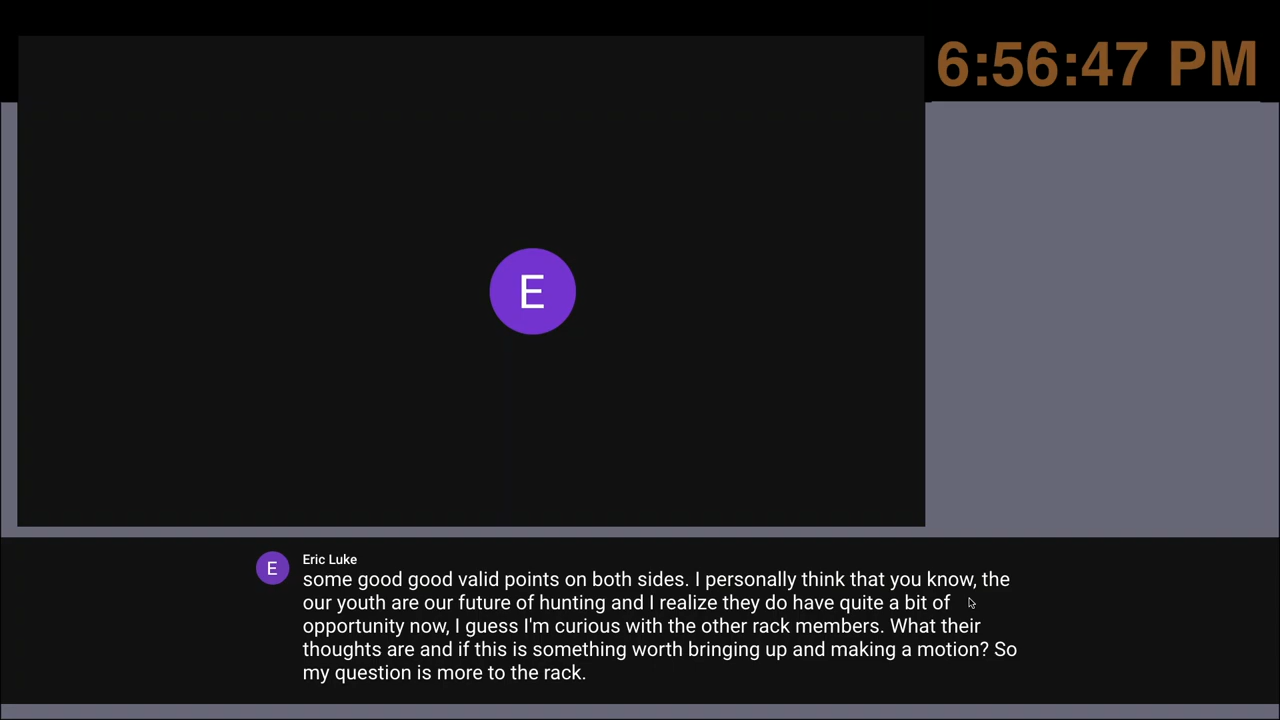 6:56:47 PM
E
E
Eric Luke
some good good valid points on both sides. I personally think that you know, the
our youth are our future of hunting and I realize they do have quite a bit of
opportunity now, I guess I'm curious with the other rack members. What their
thoughts are and if this is something worth bringing up and making a motion? So
my question is more to the rack.